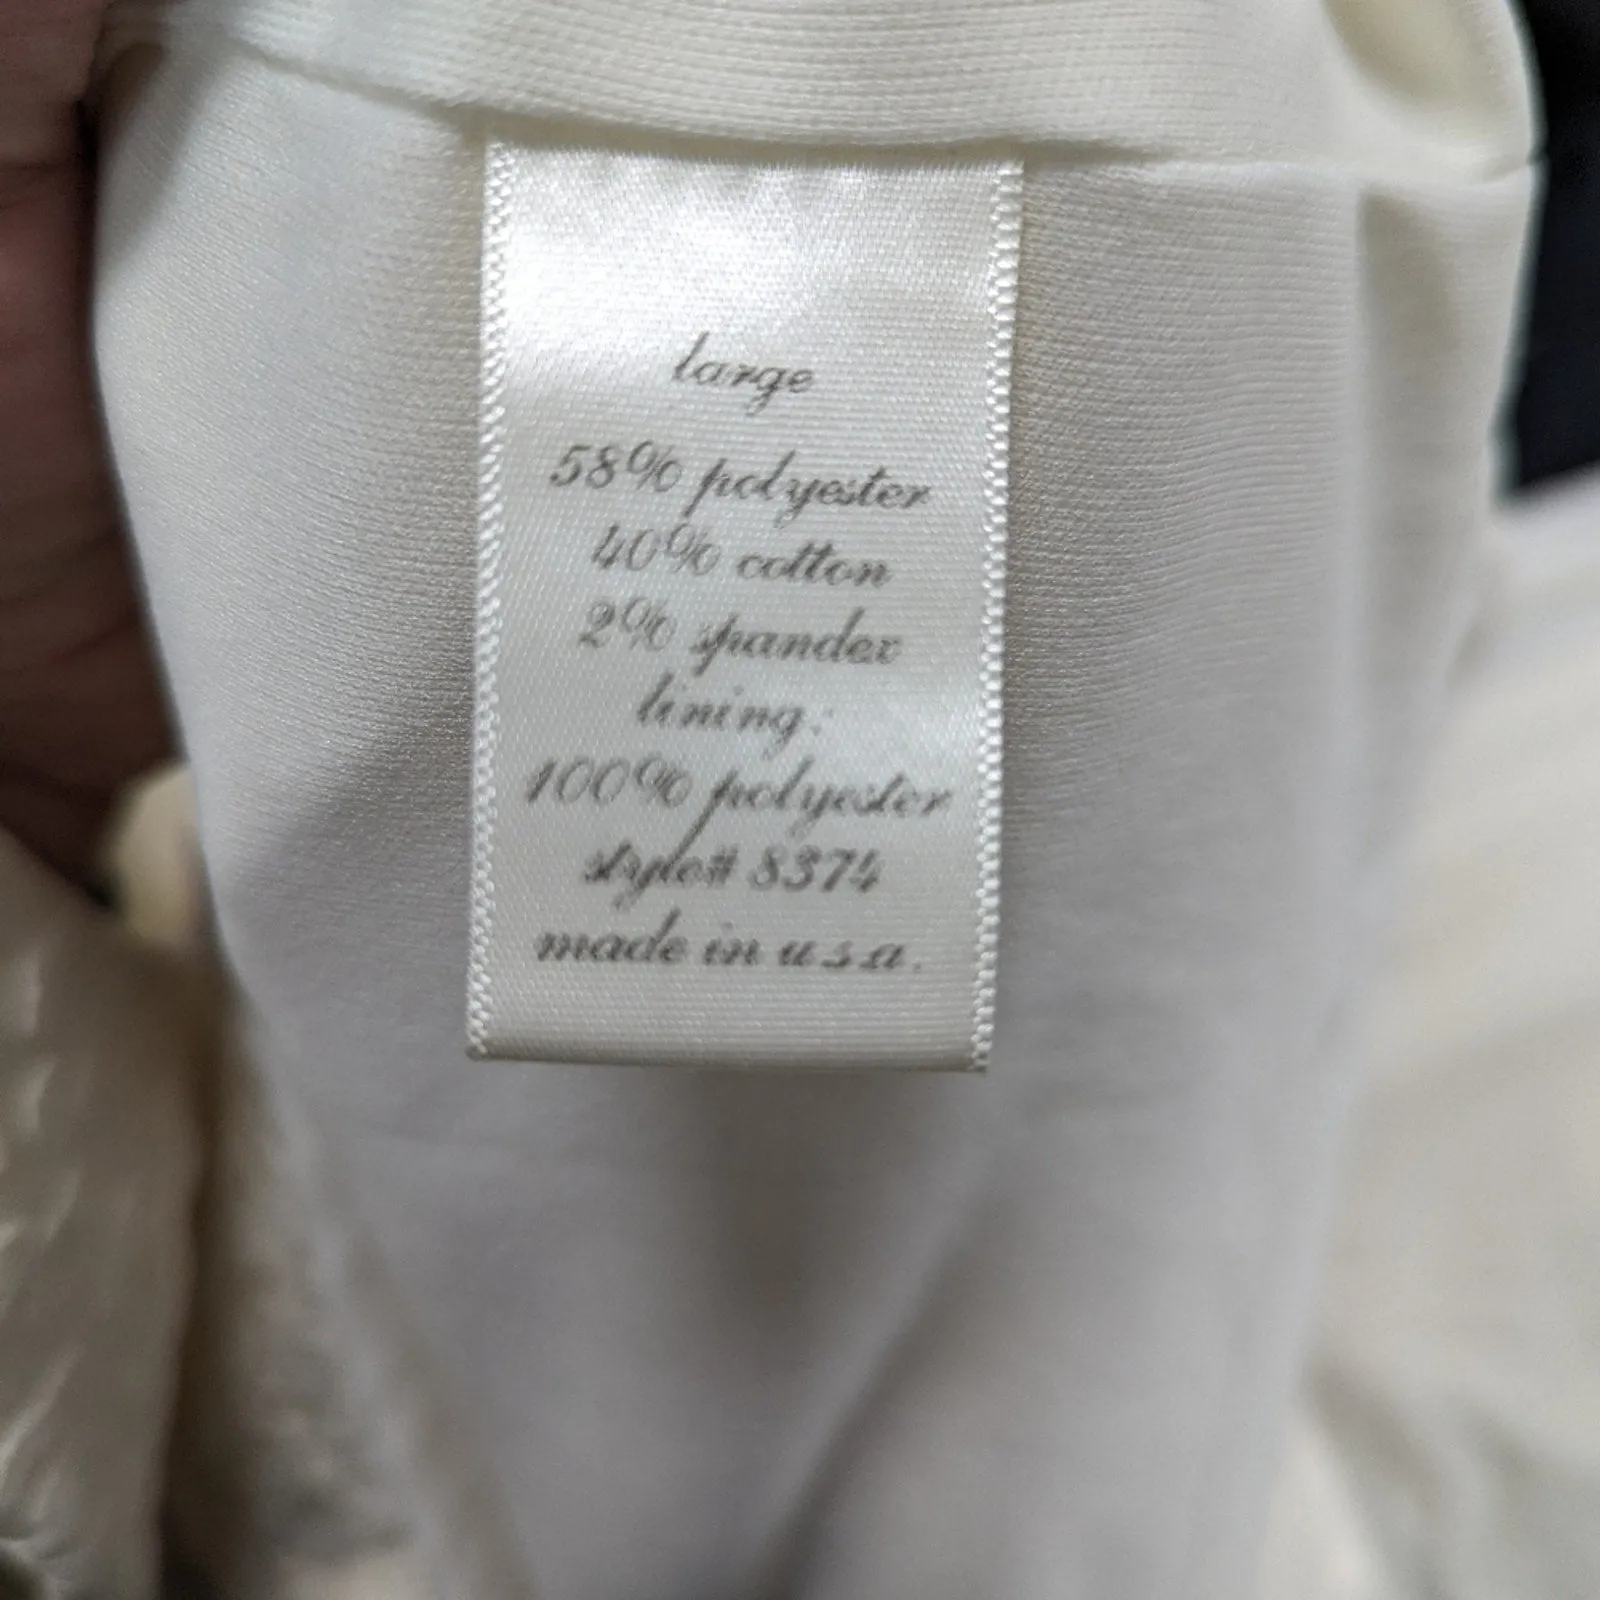 large
58% polyester
40% cotton
2% spandex
lining:
100% polyester
style# 8374
made in u.s.a.